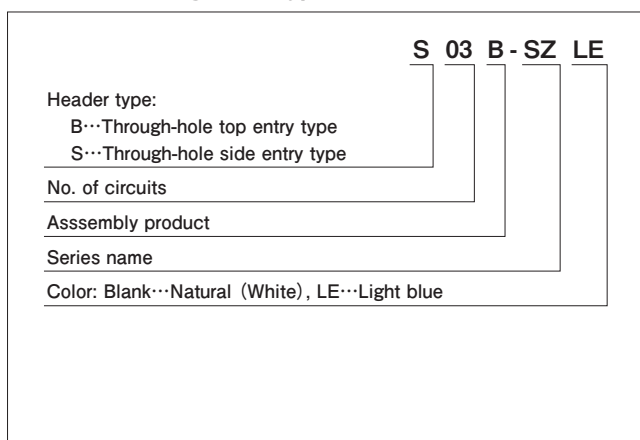 S 03 B - SZ LE
Header type:
B…Through-hole top entry type
S…Through-hole side entry type
No. of circuits
Asssembly product
Series name
Color: Blank…Natural (White), LE…Light blue